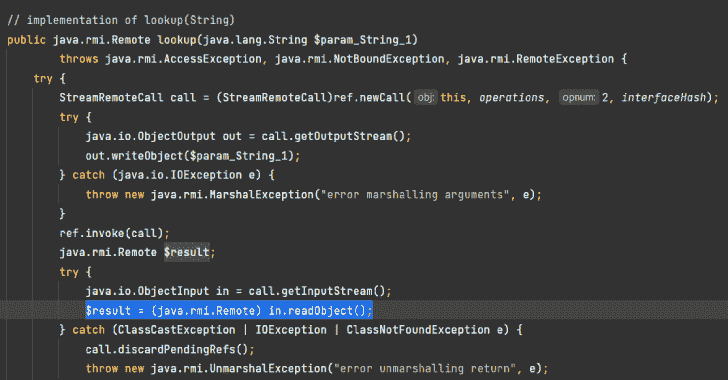 // implementation of lookup(String)
public java.rmi.Remote lookup(java.lang.String $param_String_1)
throws java.rmi.AccessException, java.rmi.NotBoundException, java.rmi.RemoteException {
try {
StreamRemoteCall call = (StreamRemoteCall)ref.newCall( obj: this, operations, opnum: 2, interfaceHash);
try {
java.io.ObjectOutput out = call.getOutputStream();
out.writeObject($param_String_1);
} catch (java.io.IOException e) {
throw new java.rmi.MarshalException("error marshalling arguments", e);
}
ref.invoke(call);
java.rmi.Remote $result;
try {
java.io.ObjectInput in = call.getInputStream();
$result = (java.rmi.Remote) in.readObject();
} catch (ClassCastException | IOException | ClassNotFoundException e) {
call.discardPendingRefs();
throw new java.rmi.UnmarshalException("error unmarshalling return", e);